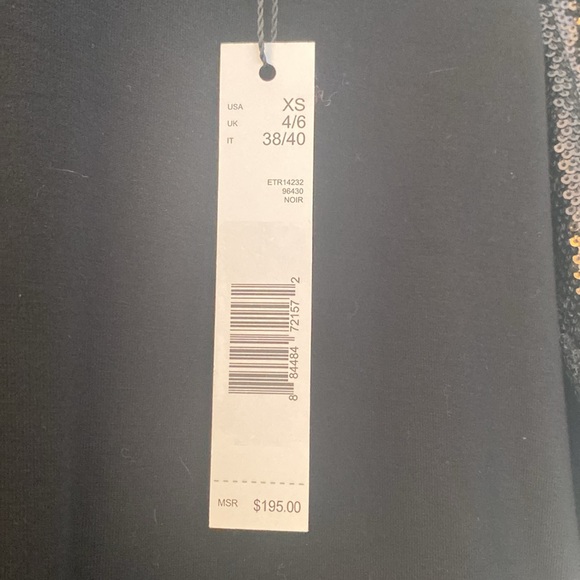 USA XS
UK 4/6
IT 38/40
ETR14232
96430
NOIR
8 84484 72157 2
MSR $195.00